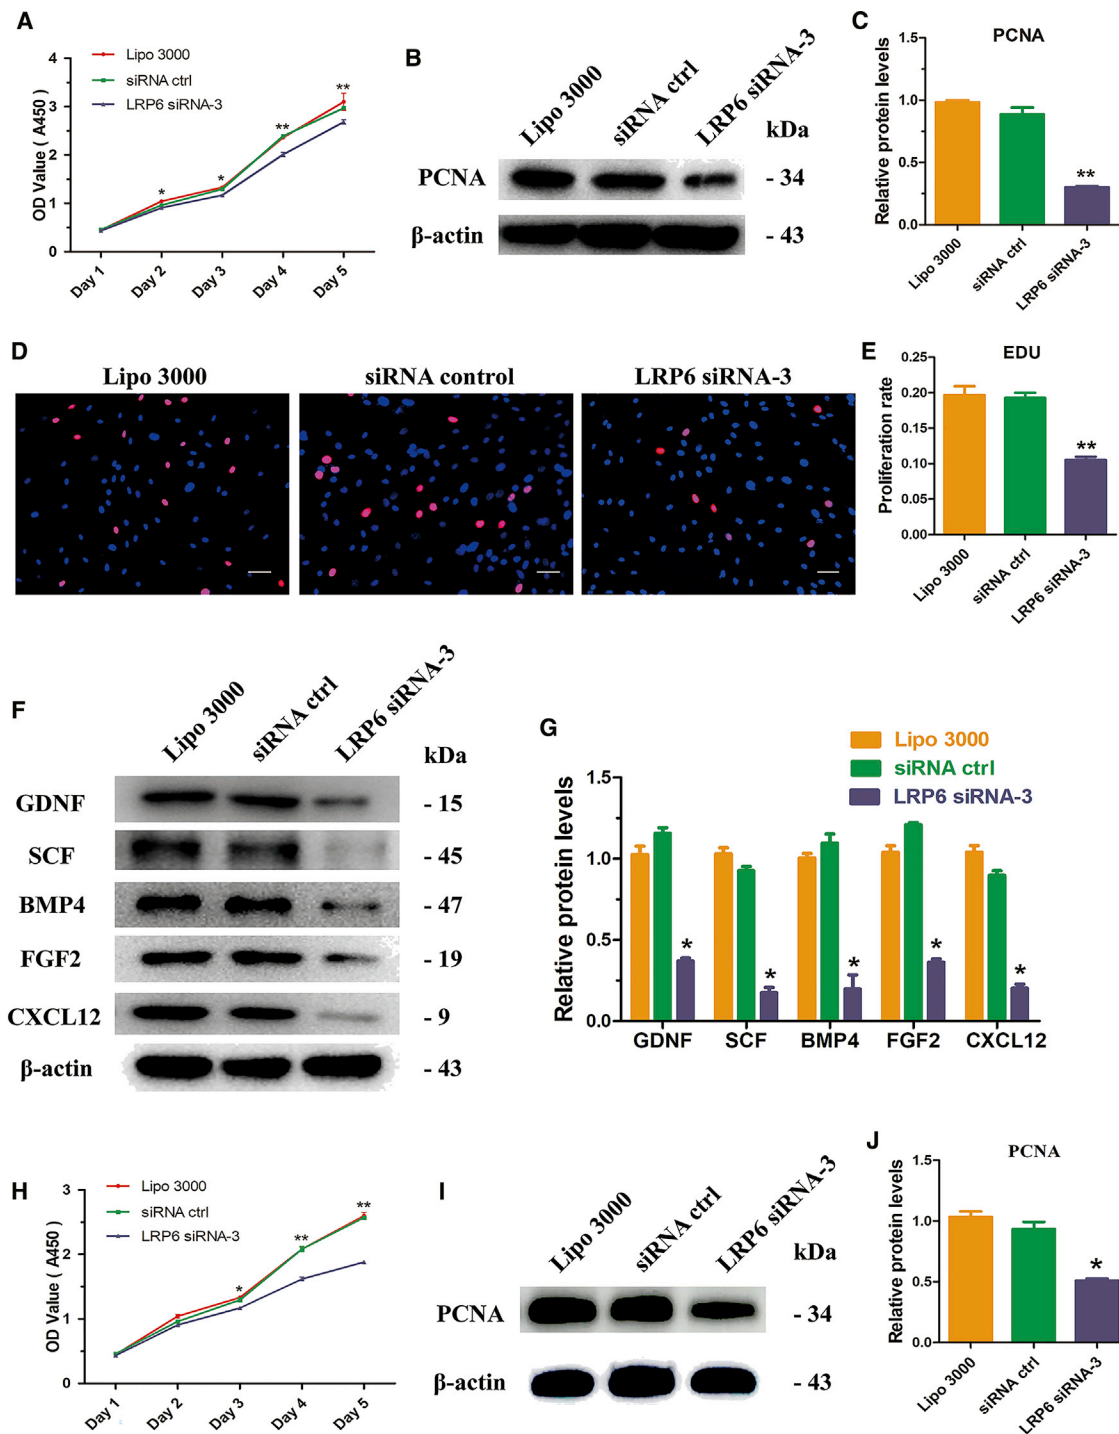 A
Lipo 3000
siRNA ctrl
LRP6 siRNA-3
OD Value ( A450 )
4
3
2
1
0
*
*
**
**
Day 1
Day 2
Day 3
Day 4
Day 5
B
Lipo 3000
siRNA ctrl
LRP6 siRNA-3
kDa
PCNA
- 34
β-actin
- 43
C
PCNA
Relative protein levels
1.5
1.0
0.5
0.0
**
Lipo 3000
siRNA ctrl
LRP6 siRNA-3
D
Lipo 3000
siRNA control
LRP6 siRNA-3
E
EDU
Proliferation rate
0.25
0.20
0.15
0.10
0.05
0.00
**
Lipo 3000
siRNA ctrl
LRP6 siRNA-3
F
Lipo 3000
siRNA ctrl
LRP6 siRNA-3
kDa
GDNF
- 15
SCF
- 45
BMP4
- 47
FGF2
- 19
CXCL12
- 9
β-actin
- 43
G
Lipo 3000
siRNA ctrl
LRP6 siRNA-3
Relative protein levels
1.5
1.0
0.5
0.0
*
*
*
*
*
GDNF
SCF
BMP4
FGF2
CXCL12
H
Lipo 3000
siRNA ctrl
LRP6 siRNA-3
OD Value ( A450 )
3
2
1
0
*
**
**
Day 1
Day 2
Day 3
Day 4
Day 5
I
Lipo 3000
siRNA ctrl
LRP6 siRNA-3
kDa
PCNA
- 34
β-actin
- 43
J
PCNA
Relative protein levels
1.5
1.0
0.5
0.0
*
Lipo 3000
siRNA ctrl
LRP6 siRNA-3